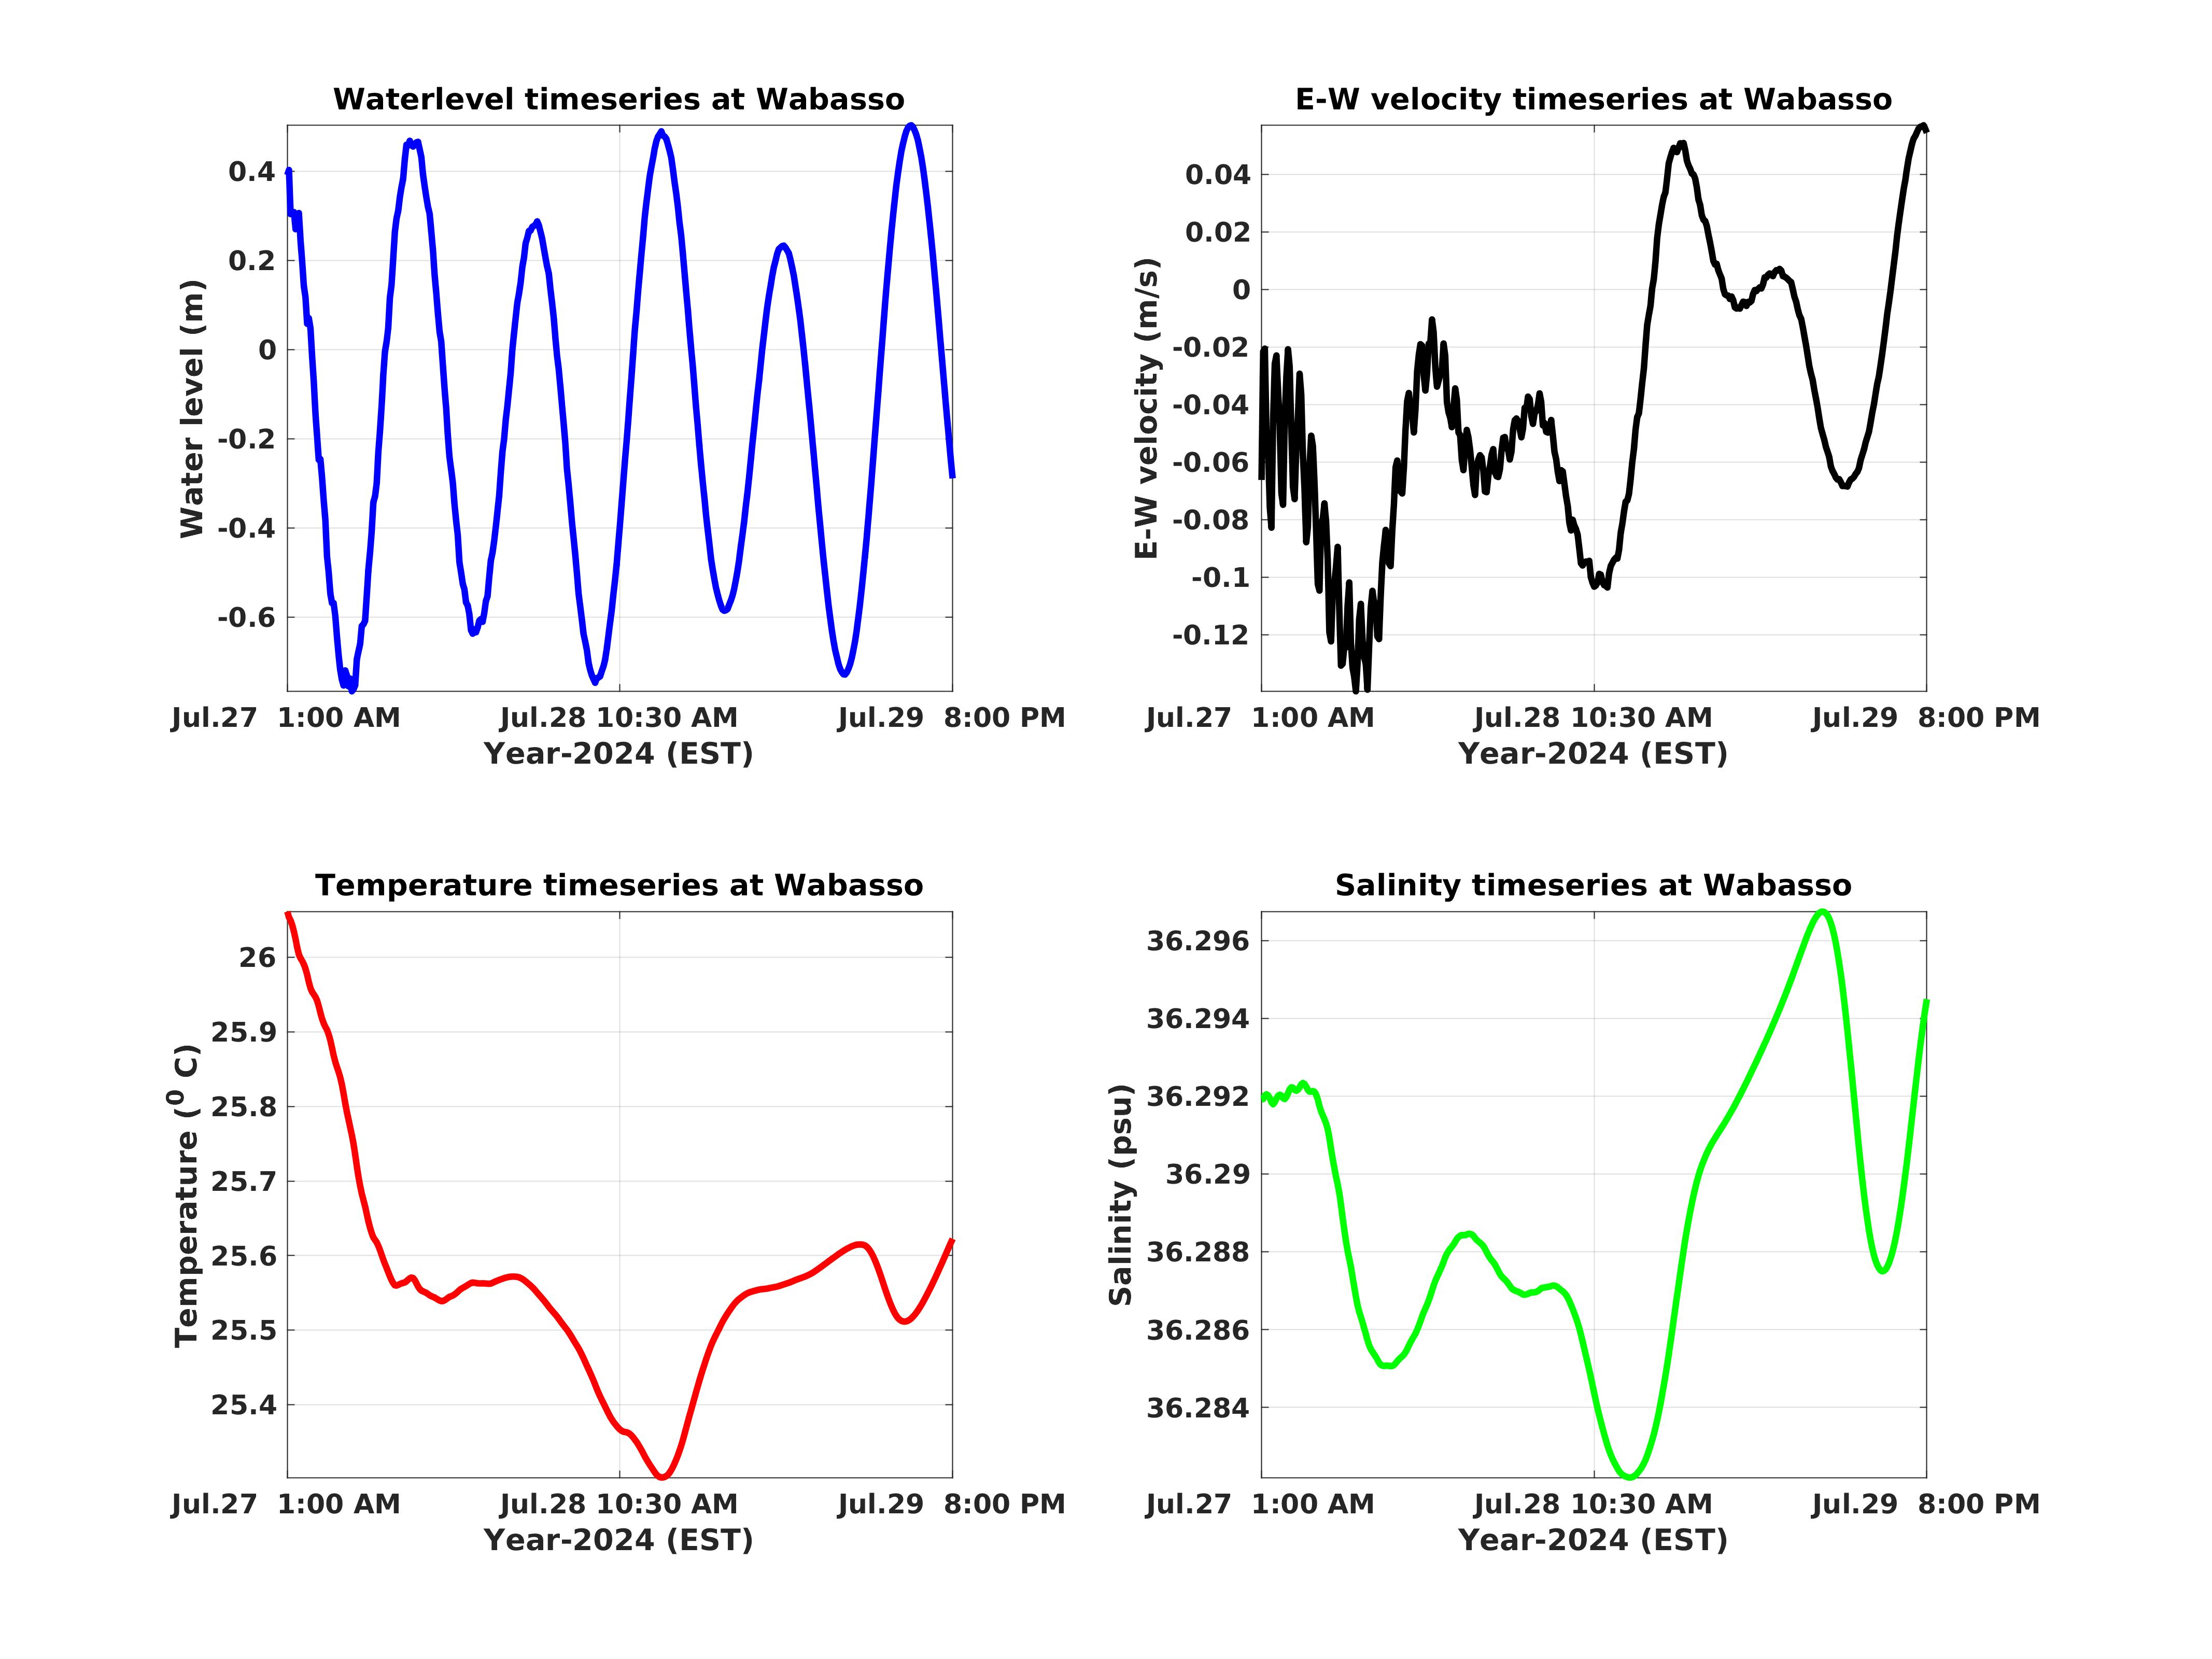 Waterlevel timeseries at Wabasso
Water level (m)
0.4
0.2
0
-0.2
-0.4
-0.6
Jul.27 1:00 AM Jul.28 10:30 AM Jul.29 8:00 PM
Year-2024 (EST)
E-W velocity timeseries at Wabasso
E-W velocity (m/s)
0.04
0.02
0
-0.02
-0.04
-0.06
-0.08
-0.1
-0.12
Jul.27 1:00 AM Jul.28 10:30 AM Jul.29 8:00 PM
Year-2024 (EST)
Temperature timeseries at Wabasso
Temperature (⁰ C)
26
25.9
25.8
25.7
25.6
25.5
25.4
Jul.27 1:00 AM Jul.28 10:30 AM Jul.29 8:00 PM
Year-2024 (EST)
Salinity timeseries at Wabasso
Salinity (psu)
36.296
36.294
36.292
36.29
36.288
36.286
36.284
Jul.27 1:00 AM Jul.28 10:30 AM Jul.29 8:00 PM
Year-2024 (EST)